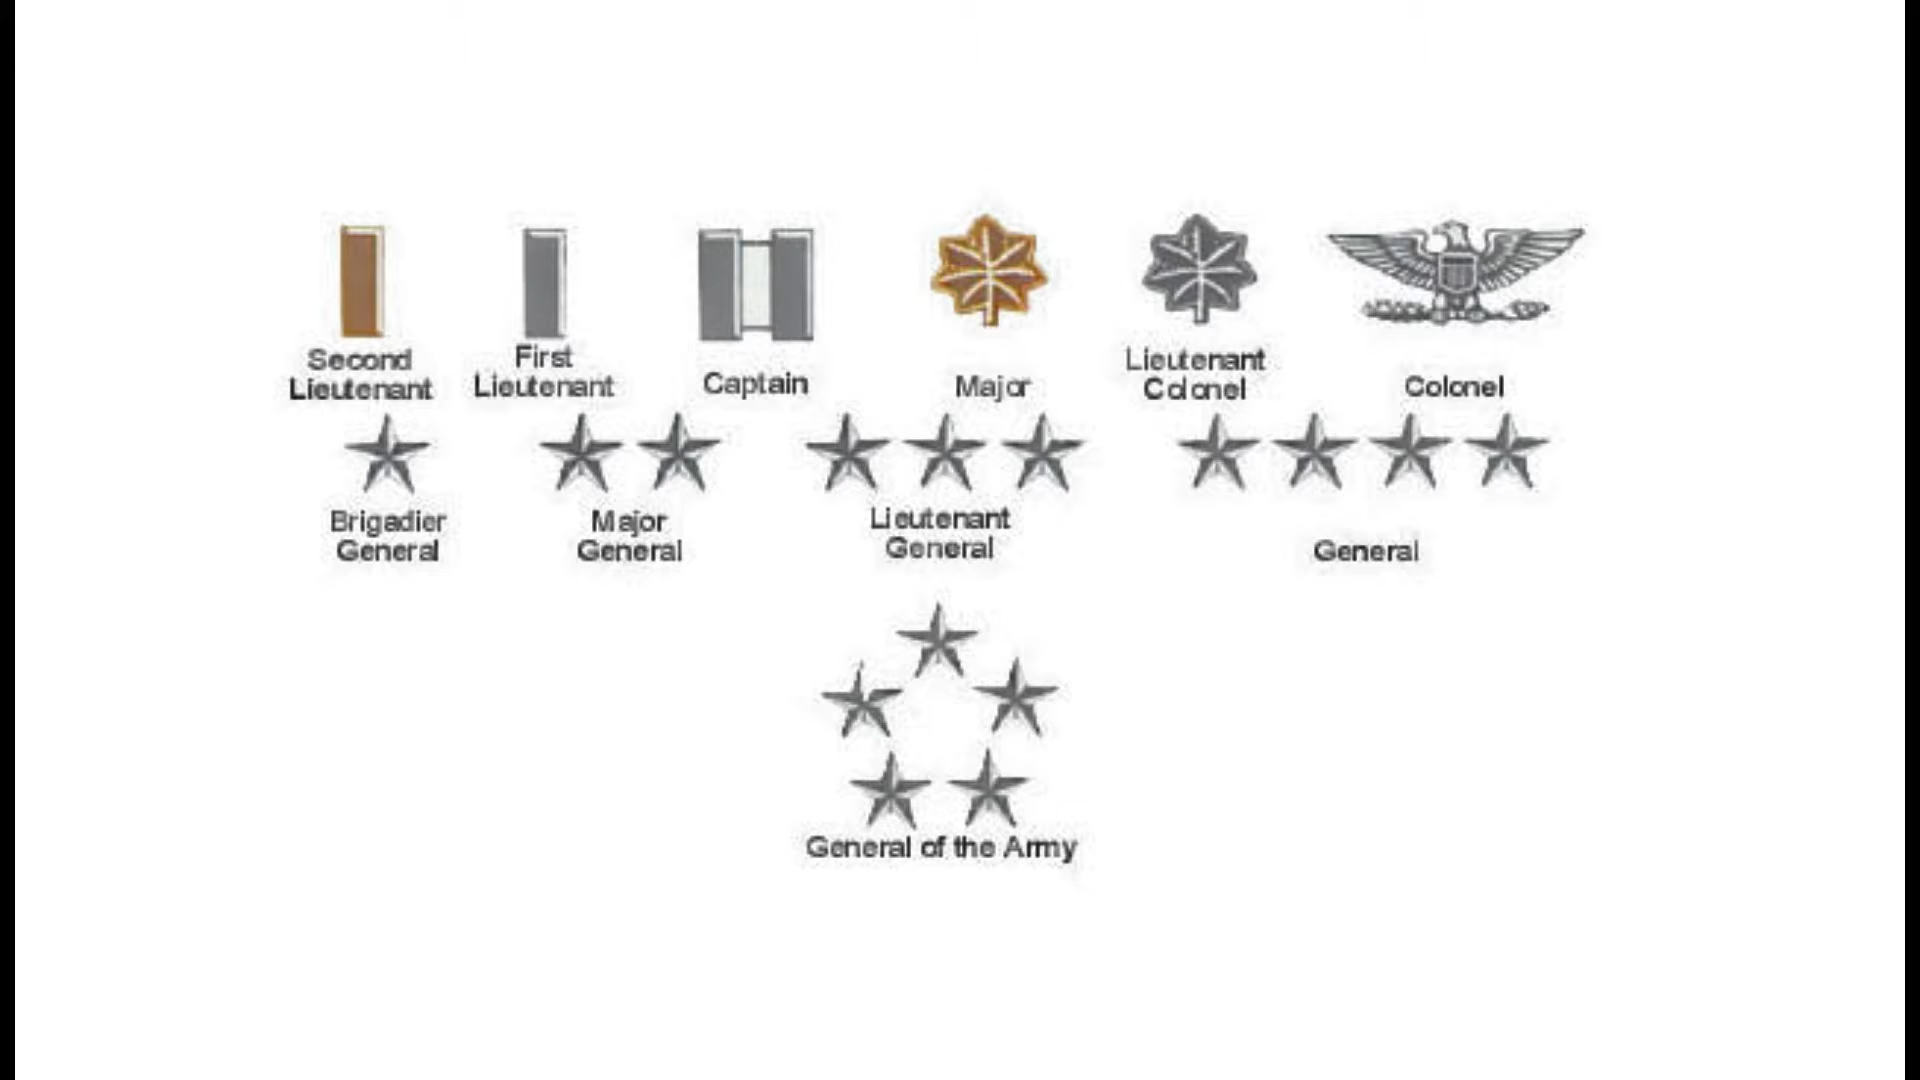 Second
Lieutenant
First
Lieutenant
Captain
Major
Lieutenant
Colonel
Colonel
Brigadier
General
Major
General
Lieutenant
General
General
General of the Army